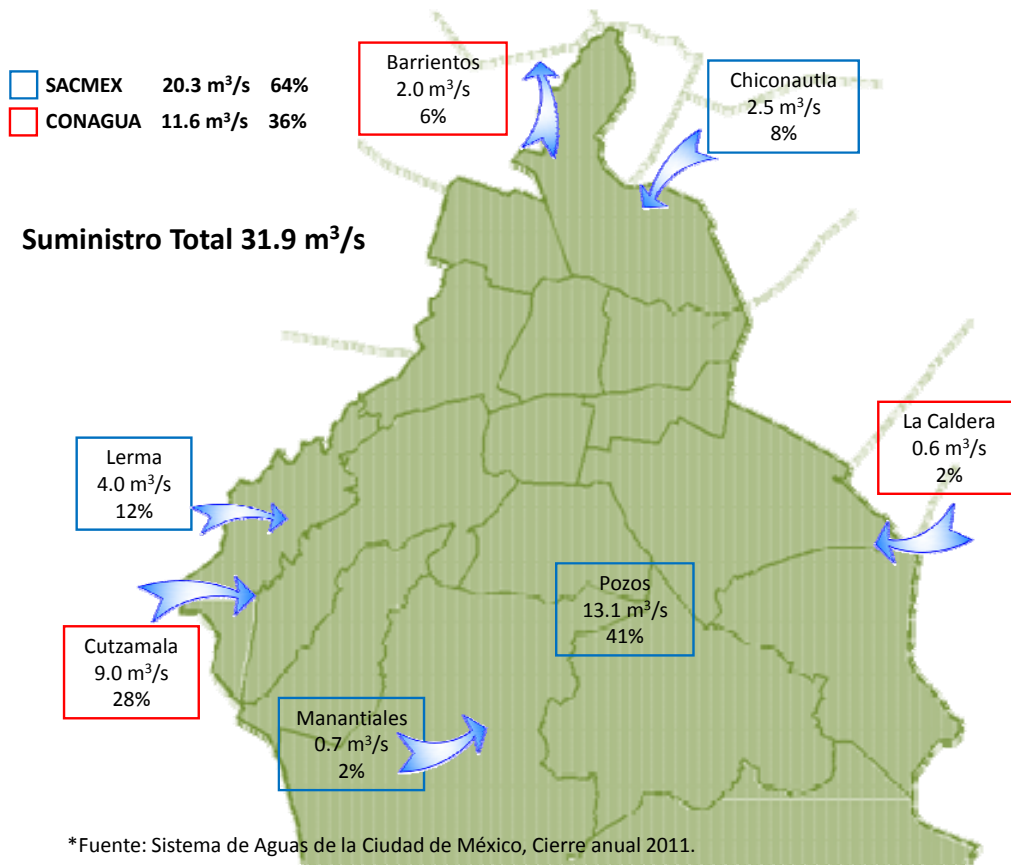 SACMEX 20.3 m³/s 64%
CONAGUA 11.6 m³/s 36%
Suministro Total 31.9 m³/s
Barrientos
2.0 m³/s
6%
Chiconautla
2.5 m³/s
8%
La Caldera
0.6 m³/s
2%
Lerma
4.0 m³/s
12%
Pozos
13.1 m³/s
41%
Cutzamala
9.0 m³/s
28%
Manantiales
0.7 m³/s
2%
*Fuente: Sistema de Aguas de la Ciudad de México, Cierre anual 2011.